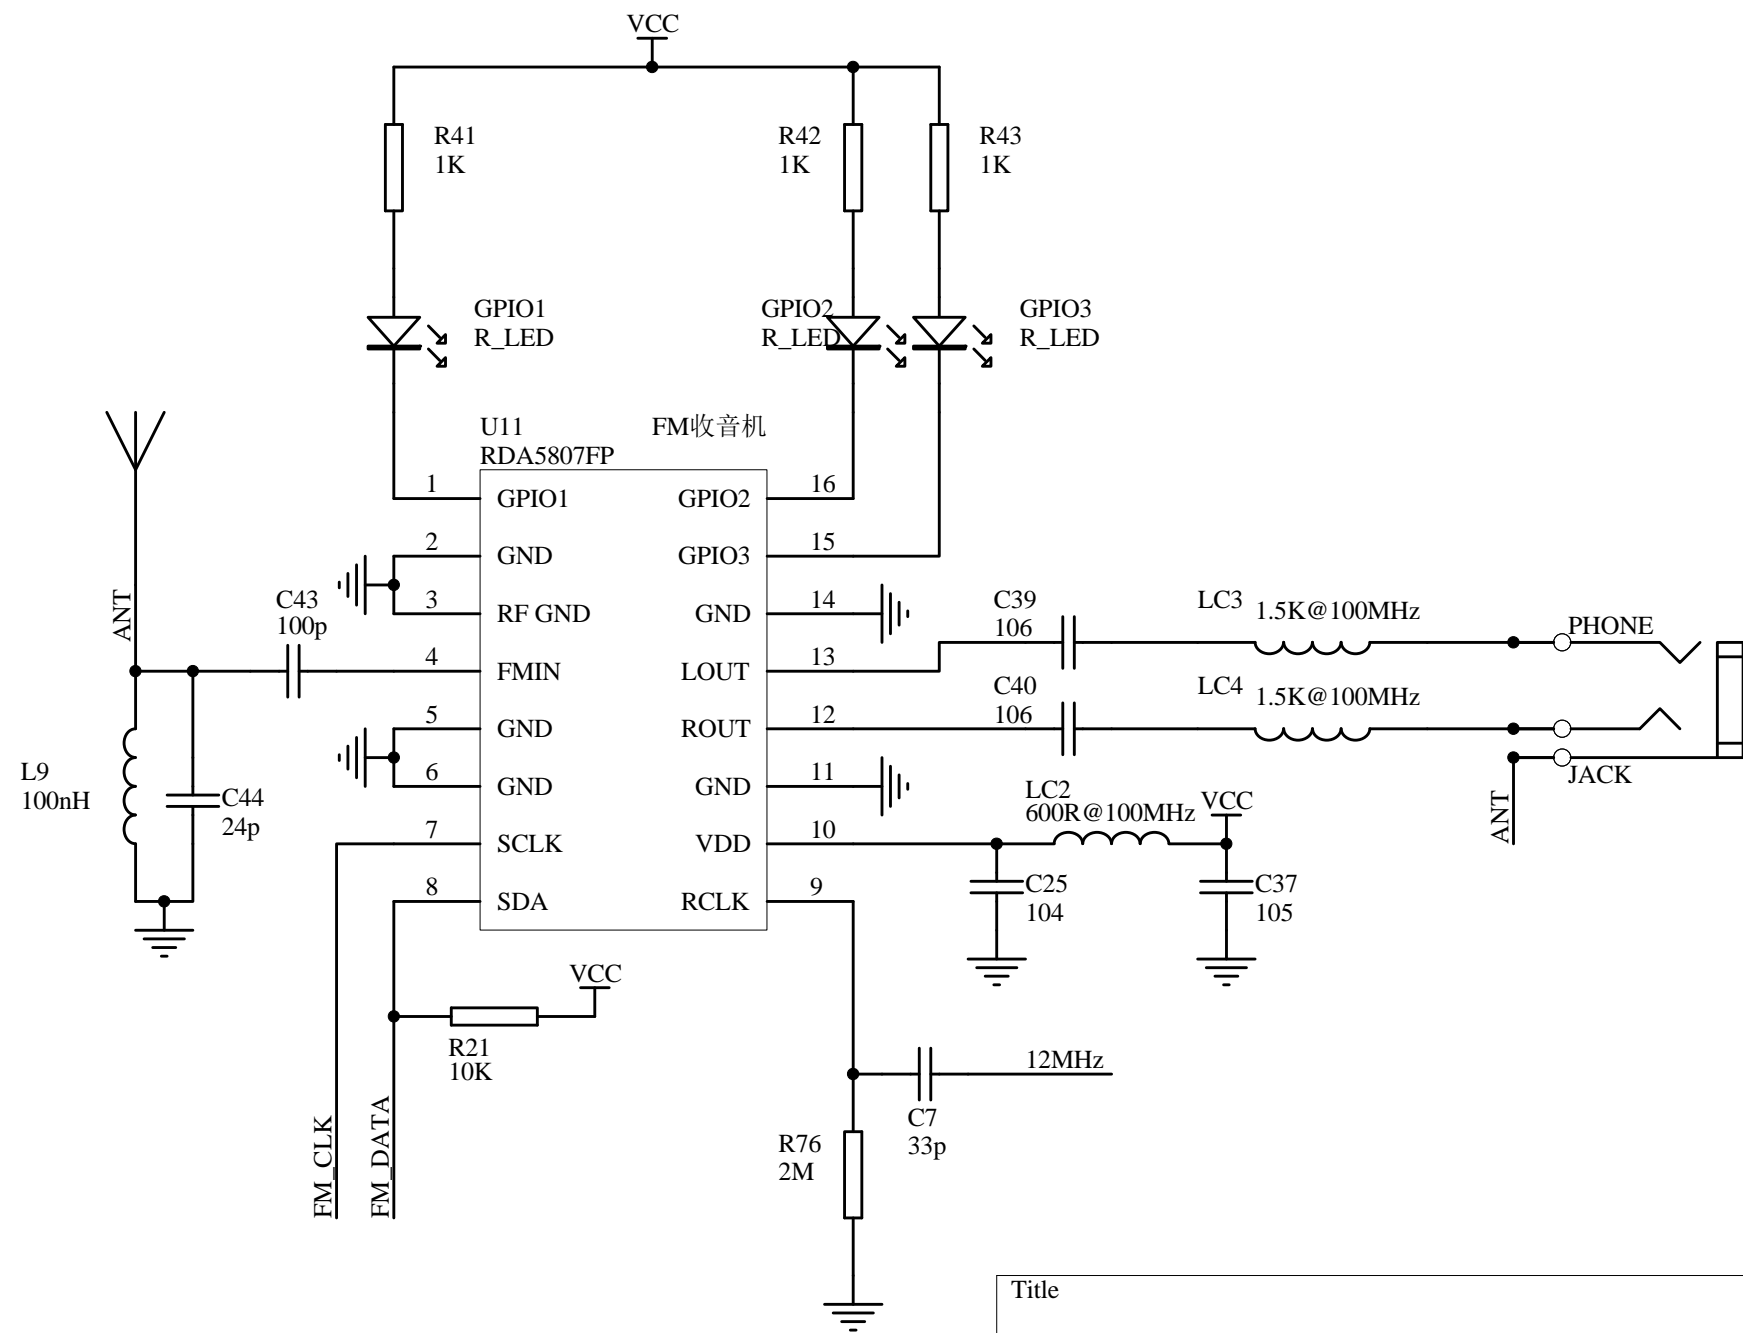 VCC
R41
1K
R42
1K
R43
1K
GPIO1
R_LED
GPIO2
R_LED
GPIO3
R_LED
U11
RDA5807FP
FM收音机
1
GPIO1
GPIO2
16
2
GND
GPIO3
15
3
RF GND
GND
14
4
FMIN
LOUT
13
5
GND
ROUT
12
6
GND
GND
11
7
SCLK
VDD
10
8
SDA
RCLK
9
ANT
C43
100p
L9
100nH
C44
24p
C39
106
LC3
1.5K@100MHz
PHONE
C40
106
LC4
1.5K@100MHz
JACK
ANT
LC2
600R@100MHz
VCC
C25
104
C37
105
VCC
R21
10K
FM_CLK
FM_DATA
12MHz
C7
33p
R76
2M
Title